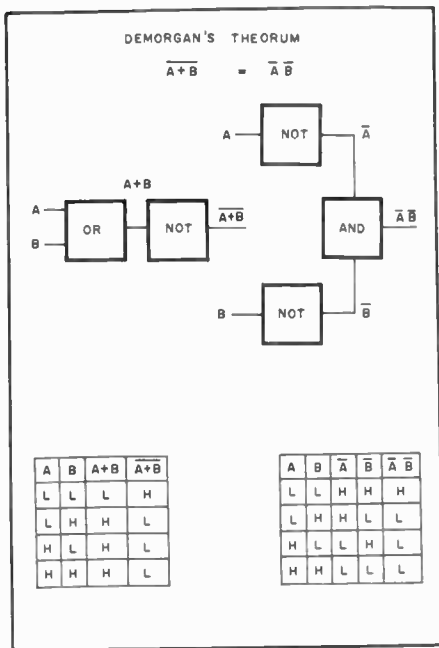 DEMORGAN'S THEORUM
A̅+̅B̅ = A̅ B̅
A NOT A̅
A+B
A
B OR NOT A̅+̅B̅
AND A̅ B̅
B NOT B̅
A B A+B A̅+̅B̅
L L L H
L H H L
H L H L
H H H L
A B A̅ B̅ A̅ B̅
L L H H H
L H H L L
H L L H L
H H L L L